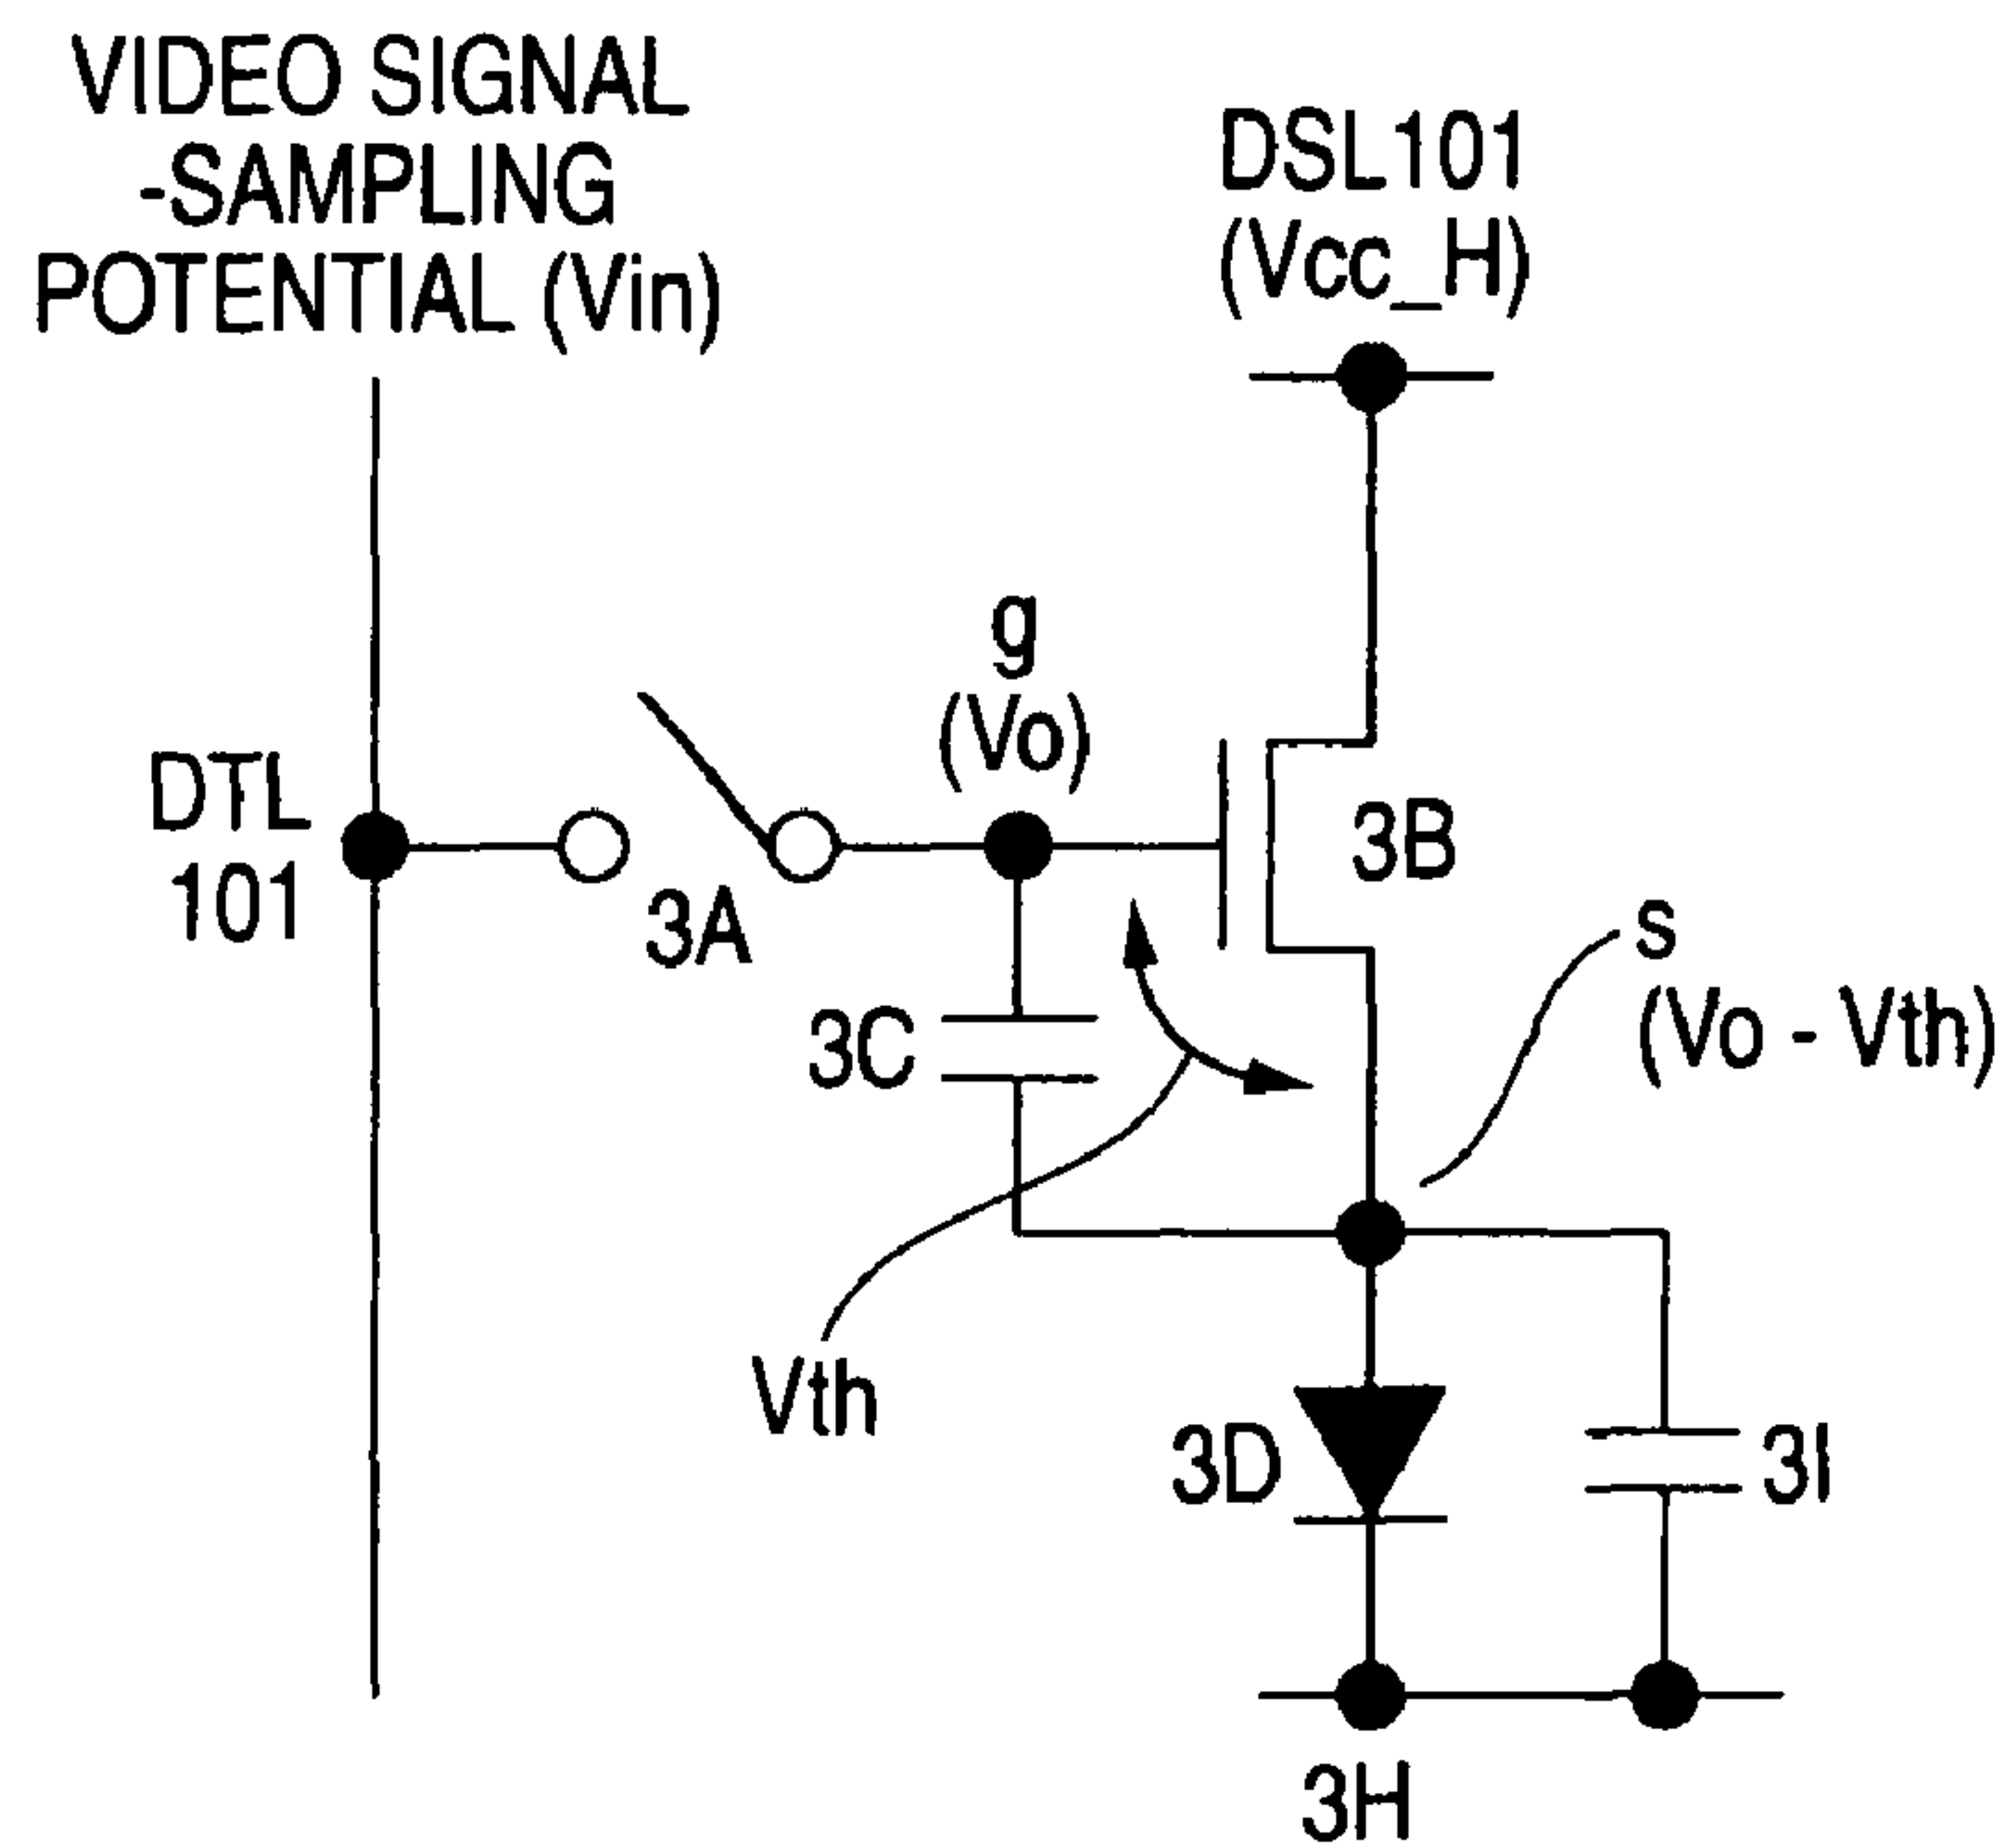 VIDEO SIGNAL
-SAMPLING
POTENTIAL (Vin)
DSL101
(Vcc_H)
g
(Vo)
DTL
101
3A
3B
s
(Vo - Vth)
3C
Vth
3D
3I
3H